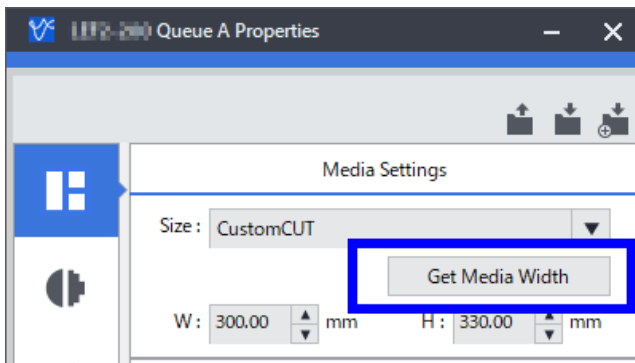 Queue A Properties
Media Settings
Size : CustomCUT
Get Media Width
W : 300.00 mm H : 330.00 mm